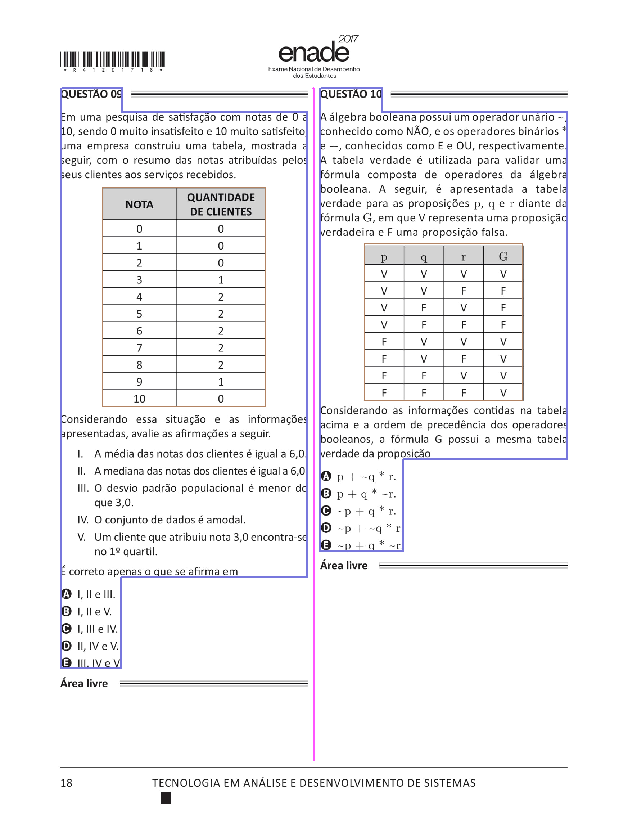 *R4120171­8*
enade 2017
Exame Nacional de Desempenho
dos Estudantes
QUESTÃO 09
Em uma pesquisa de satisfação com notas de 0 a
10, sendo 0 muito insatisfeito e 10 muito satisfeito,
uma empresa construiu uma tabela, mostrada a
seguir, com o resumo das notas atribuídas pelos
seus clientes aos serviços recebidos.
NOTA QUANTIDADE DE CLIENTES
0 0
1 0
2 0
3 1
4 2
5 2
6 2
7 2
8 2
9 1
10 0
Considerando essa situação e as informações
apresentadas, avalie as afirmações a seguir.
I. A média das notas dos clientes é igual a 6,0.
II. A mediana das notas dos clientes é igual a 6,0.
III. O desvio padrão populacional é menor do
que 3,0.
IV. O conjunto de dados é amodal.
V. Um cliente que atribuiu nota 3,0 encontra-se
no 1º quartil.
É correto apenas o que se afirma em
A I, II e III.
B I, II e V.
C I, III e IV.
D II, IV e V.
E III, IV e V.
Área livre
QUESTÃO 10
A álgebra booleana possui um operador unário ~,
conhecido como NÃO, e os operadores binários *
e —, conhecidos como E e OU, respectivamente.
A tabela verdade é utilizada para validar uma
fórmula composta de operadores da álgebra
booleana. A seguir, é apresentada a tabela
verdade para as proposições p, q e r diante da
fórmula G, em que V representa uma proposição
verdadeira e F uma proposição falsa.
p q r G
V V V V
V V F F
V F V F
V F F F
F V V V
F V F V
F F V V
F F F V
Considerando as informações contidas na tabela
acima e a ordem de precedência dos operadores
booleanos, a fórmula G possui a mesma tabela
verdade da proposição
A p + ~q * r.
B p + q * ~r.
C ~p + q * r.
D ~p + ~q * r
E ~p + q * ~r
Área livre
18 TECNOLOGIA EM ANÁLISE E DESENVOLVIMENTO DE SISTEMAS